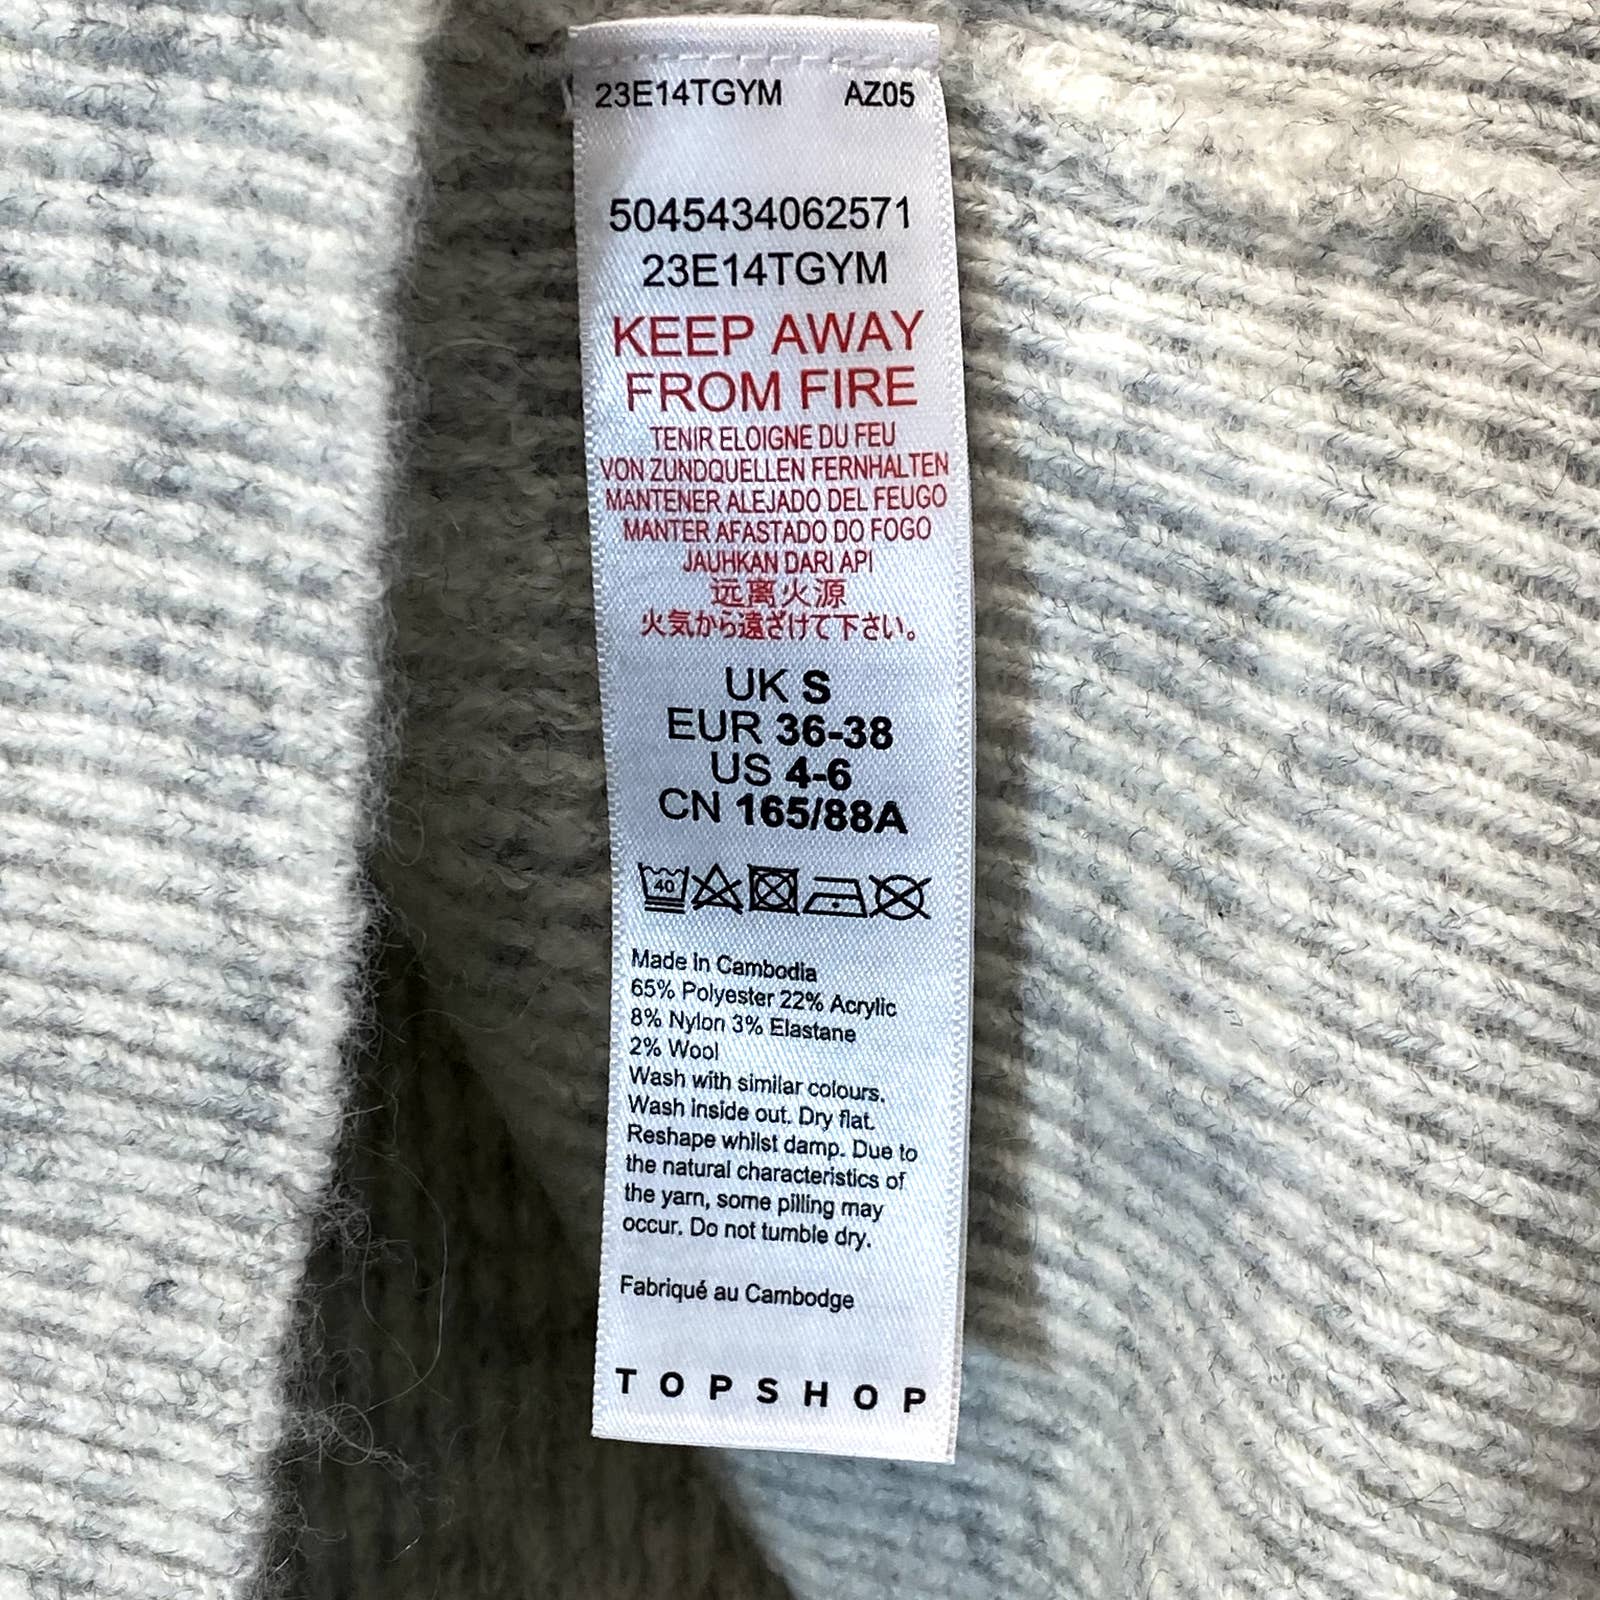 23E14TGYM AZ05
5045434062571
23E14TGYM
KEEP AWAY
FROM FIRE
TENIR ELOIGNE DU FEU
VON ZUNDQUELLEN FERNHALTEN
MANTENER ALEJADO DEL FEUGO
MANTER AFASTADO DO FOGO
JAUHKAN DARI API
远离火源
火気から遠ざけて下さい。
UK S
EUR 36-38
US 4-6
CN 165/88A
40
Made in Cambodia
65% Polyester 22% Acrylic
8% Nylon 3% Elastane
2% Wool
Wash with similar colours.
Wash inside out. Dry flat.
Reshape whilst damp. Due to
the natural characteristics of
the yarn, some pilling may
occur. Do not tumble dry.
Fabriqué au Cambodge
TOPSHOP